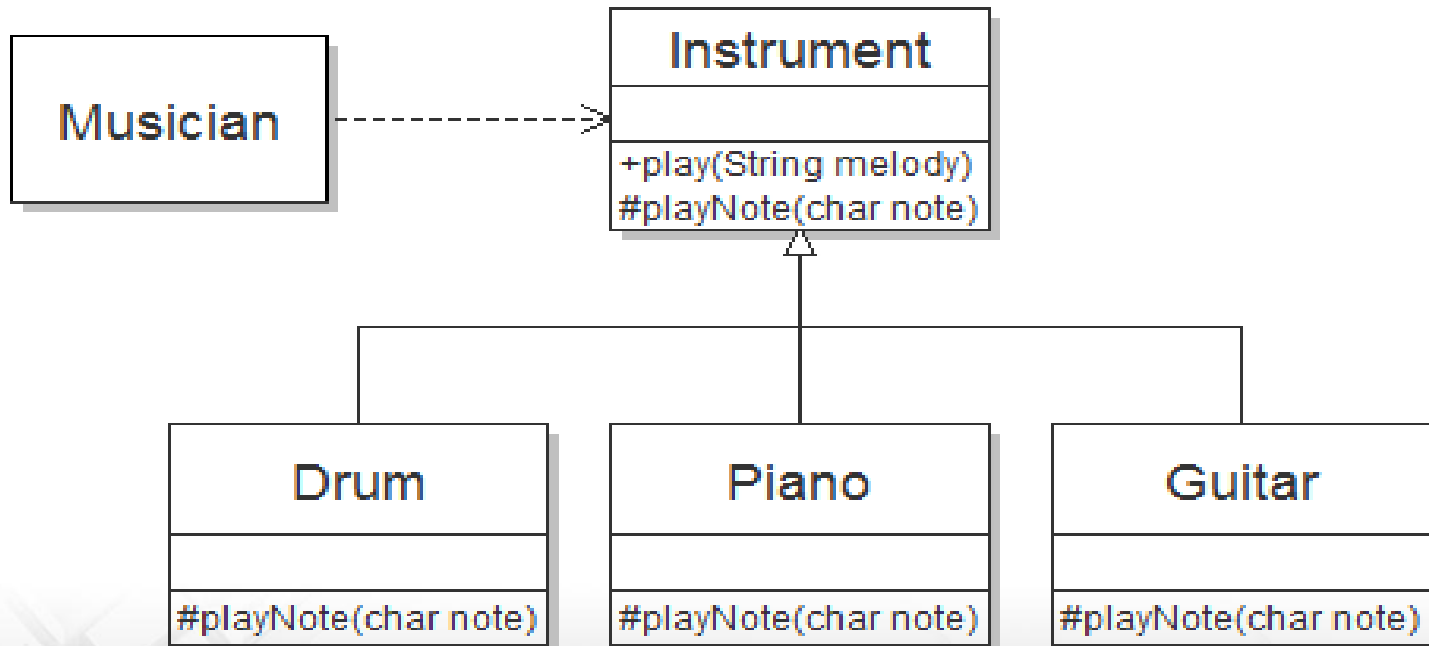 Musician
Instrument
+play(String melody)
#playNote(char note)
Drum
#playNote(char note)
Piano
#playNote(char note)
Guitar
#playNote(char note)